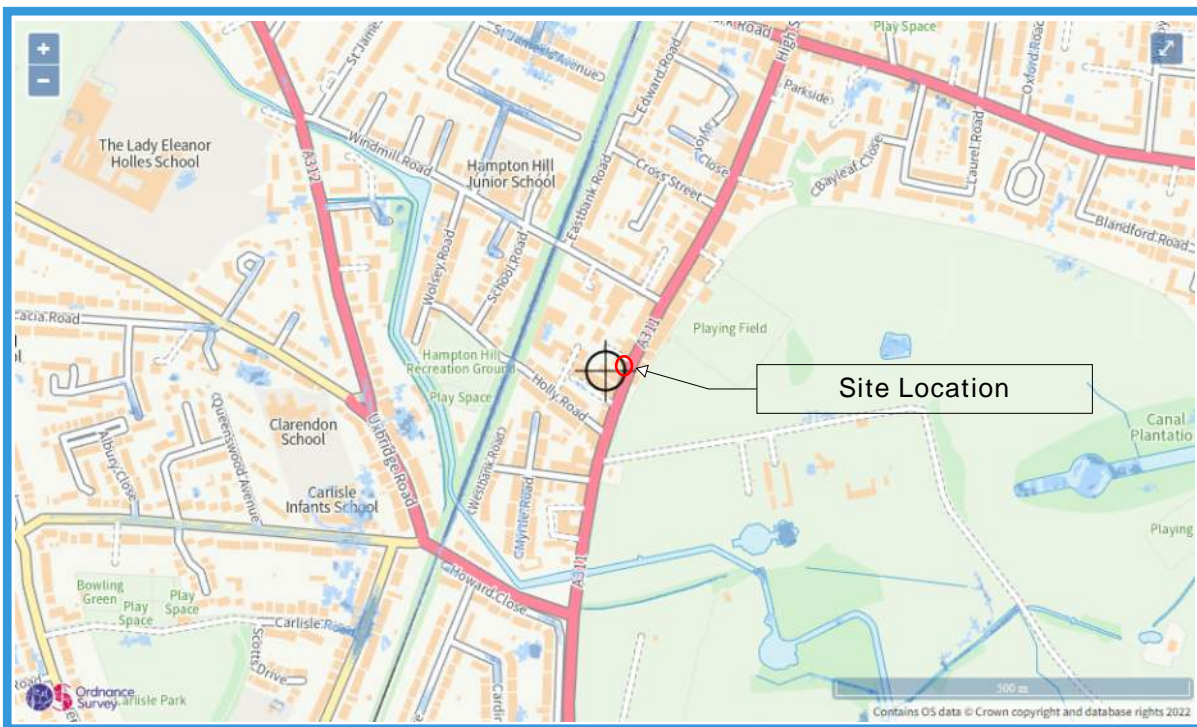 +
−
St. James's Avenue
Edward Road
High S
Play Space
Oxford Road
Parkside
The Lady Eleanor
Holles School
A312
Windmill Road
Hampton Hill
Junior School
Taylor
Close
Cross Street
Bayleaf Close
Laurel Road
Blandford Road
Eastbank Road
Wolsey Road
School Road
acia Road
A311
Playing Field
Hampton Hill
Recreation Ground
Play Space
Holly Road
Site Location
Clarendon
School
Uxbridge Road
Queenswood Avenue
Albury Close
Carlisle
Infants School
Westbank Road
Myrtle Road
Canal
Plantatio
Playing
A311
Howard Close
Bowling
Green
Play
Space
Play
Space
Carlisle Road
Scotts Drive
Carlisle Park
Road
Cardin
Ordnance
Survey
500 m
Contains OS data © Crown copyright and database rights 2022